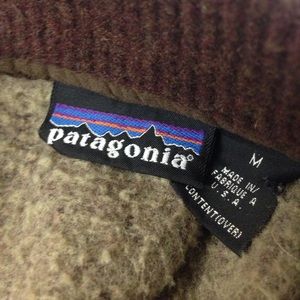 patagonia®
M
MADE IN/
FABRIQUE A
U.S.A.
CONTENT(OVER)